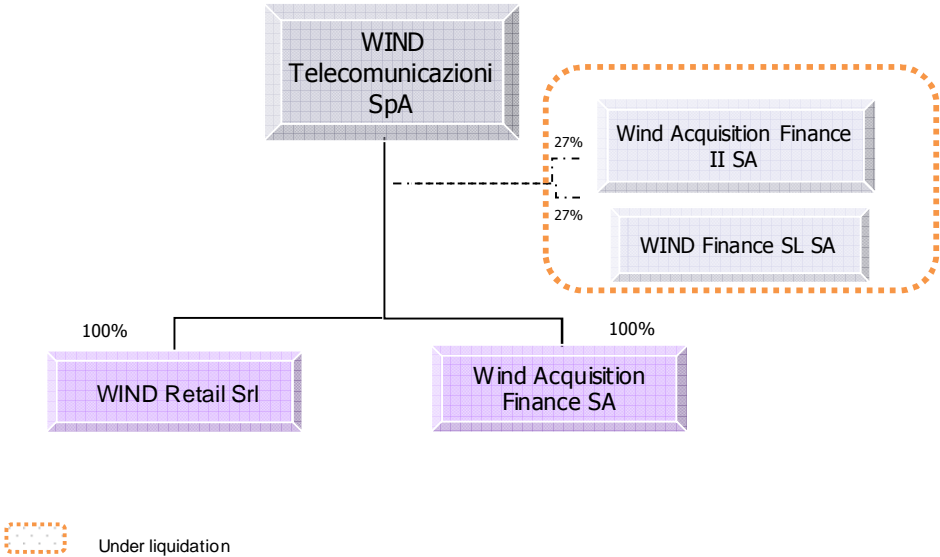 WIND
Telecomunicazioni
SpA
27%
Wind Acquisition Finance
II SA
27%
WIND Finance SL SA
100%
100%
WIND Retail Srl
Wind Acquisition
Finance SA
Under liquidation